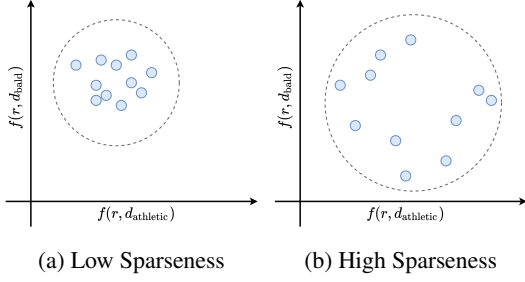 f(r, d_bald)
f(r, d_athletic)
(a) Low Sparseness
f(r, d_bald)
f(r, d_athletic)
(b) High Sparseness